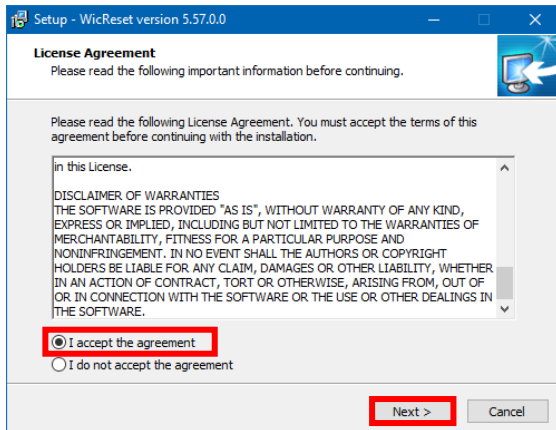 Setup - WicReset version 5.57.0.0
License Agreement
Please read the following important information before continuing.
Please read the following License Agreement. You must accept the terms of this
agreement before continuing with the installation.
in this License.
DISCLAIMER OF WARRANTIES
THE SOFTWARE IS PROVIDED "AS IS", WITHOUT WARRANTY OF ANY KIND,
EXPRESS OR IMPLIED, INCLUDING BUT NOT LIMITED TO THE WARRANTIES OF
MERCHANTABILITY, FITNESS FOR A PARTICULAR PURPOSE AND
NONINFRINGEMENT. IN NO EVENT SHALL THE AUTHORS OR COPYRIGHT
HOLDERS BE LIABLE FOR ANY CLAIM, DAMAGES OR OTHER LIABILITY, WHETHER
IN AN ACTION OF CONTRACT, TORT OR OTHERWISE, ARISING FROM, OUT OF
OR IN CONNECTION WITH THE SOFTWARE OR THE USE OR OTHER DEALINGS IN
THE SOFTWARE.
I accept the agreement
I do not accept the agreement
Next >
Cancel